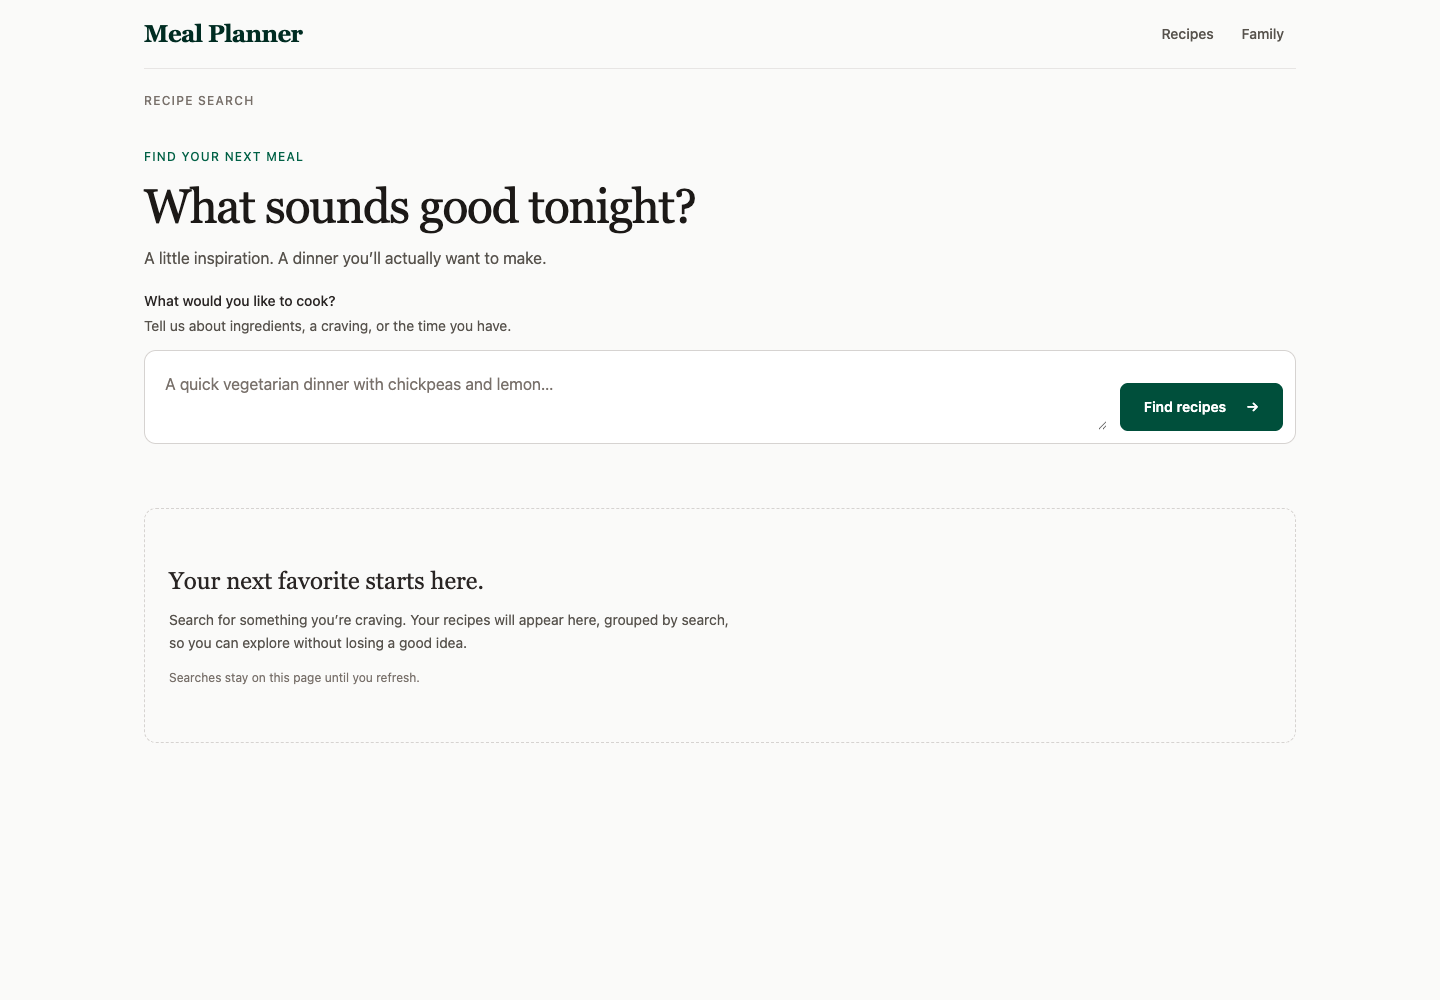 Meal Planner
Recipes Family
RECIPE SEARCH
FIND YOUR NEXT MEAL
What sounds good tonight?
A little inspiration. A dinner you’ll actually want to make.
What would you like to cook?
Tell us about ingredients, a craving, or the time you have.
A quick vegetarian dinner with chickpeas and lemon...
Find recipes →
Your next favorite starts here.
Search for something you’re craving. Your recipes will appear here, grouped by search,
so you can explore without losing a good idea.
Searches stay on this page until you refresh.